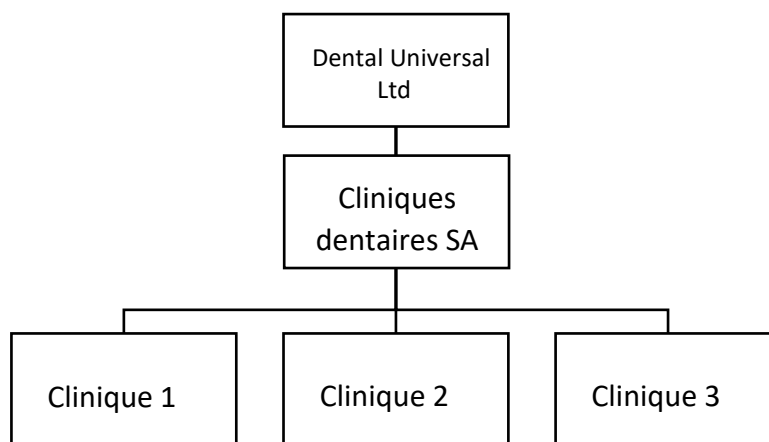 Dental Universal
Ltd
Cliniques
dentaires SA
Clinique 1
Clinique 2
Clinique 3